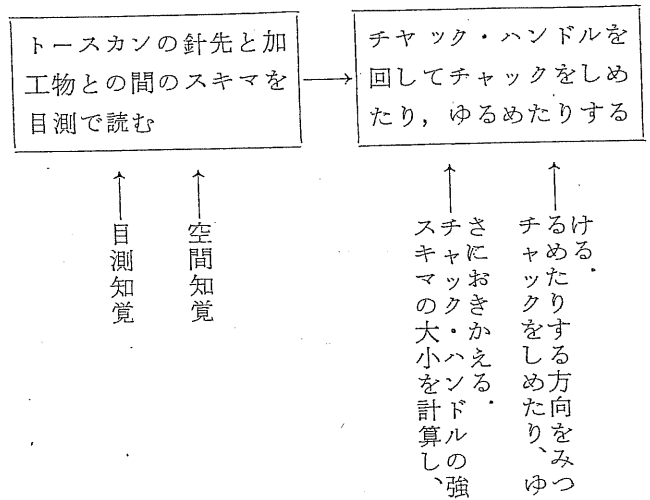 トースカンの針先と加
工物との間のスキマを
目測で読む
チヤック・ハンドルを
回してチャックをしめ
たり，ゆるめたりする
目測知覚
空間知覚
スキマの大小を計算し、
チャック・ハンドルの強
さにおきかえる．
チャックをしめたり、ゆ
るめたりする方向をみつ
ける．